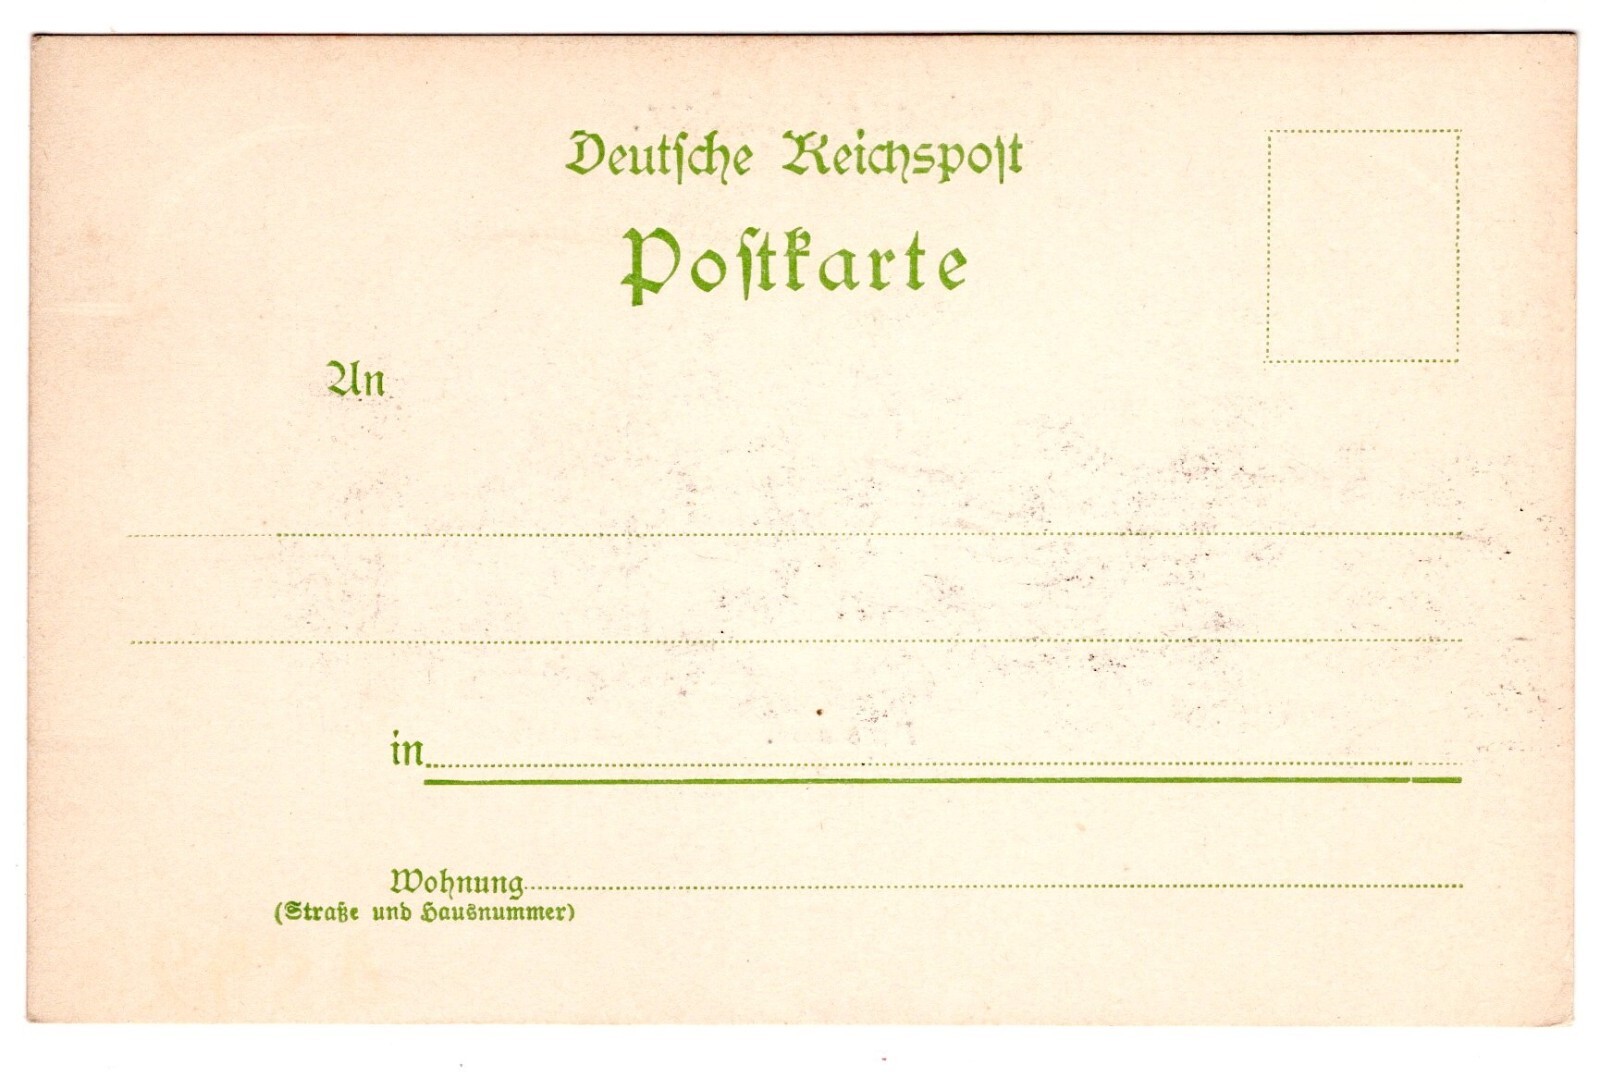 Deutſche Reichspoſt
Poſtkarte
An
in
Wohnung
(Straße und Hausnummer)